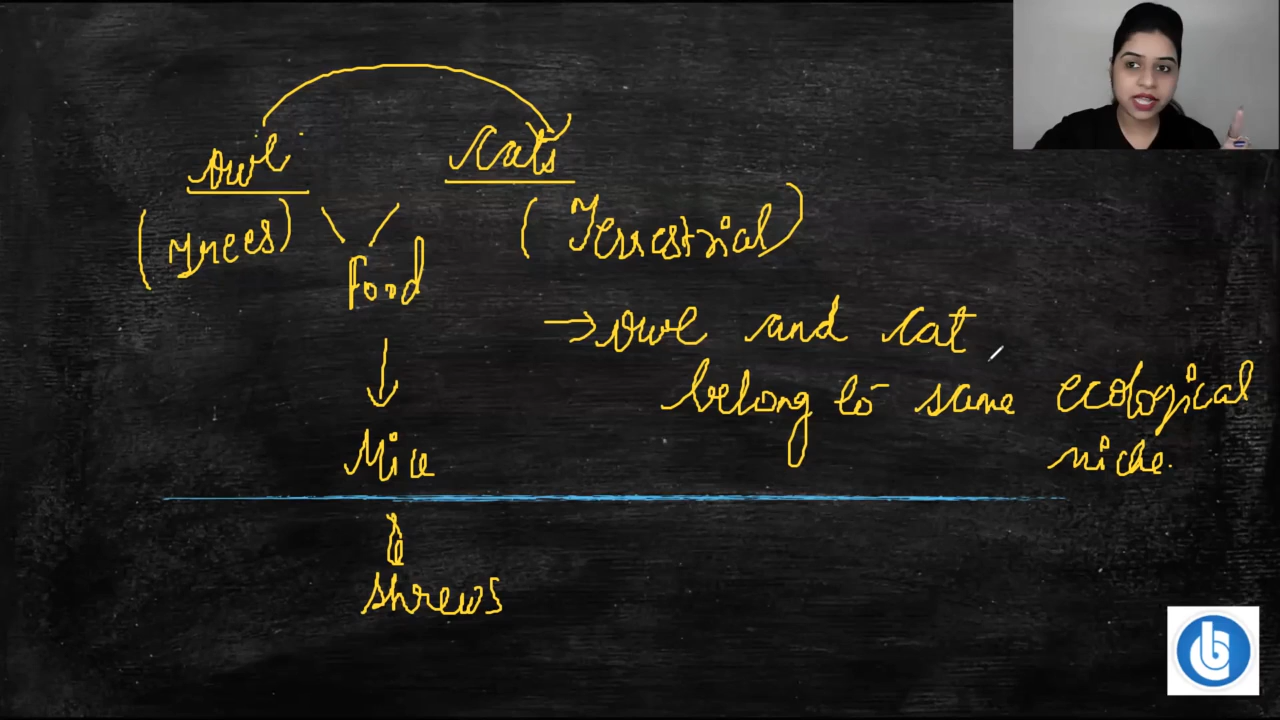 owl Cats
(Trees) (Terrestrial)
Food
→ owl and cat
belong to same ecological
niche.
Mice
&
shrews